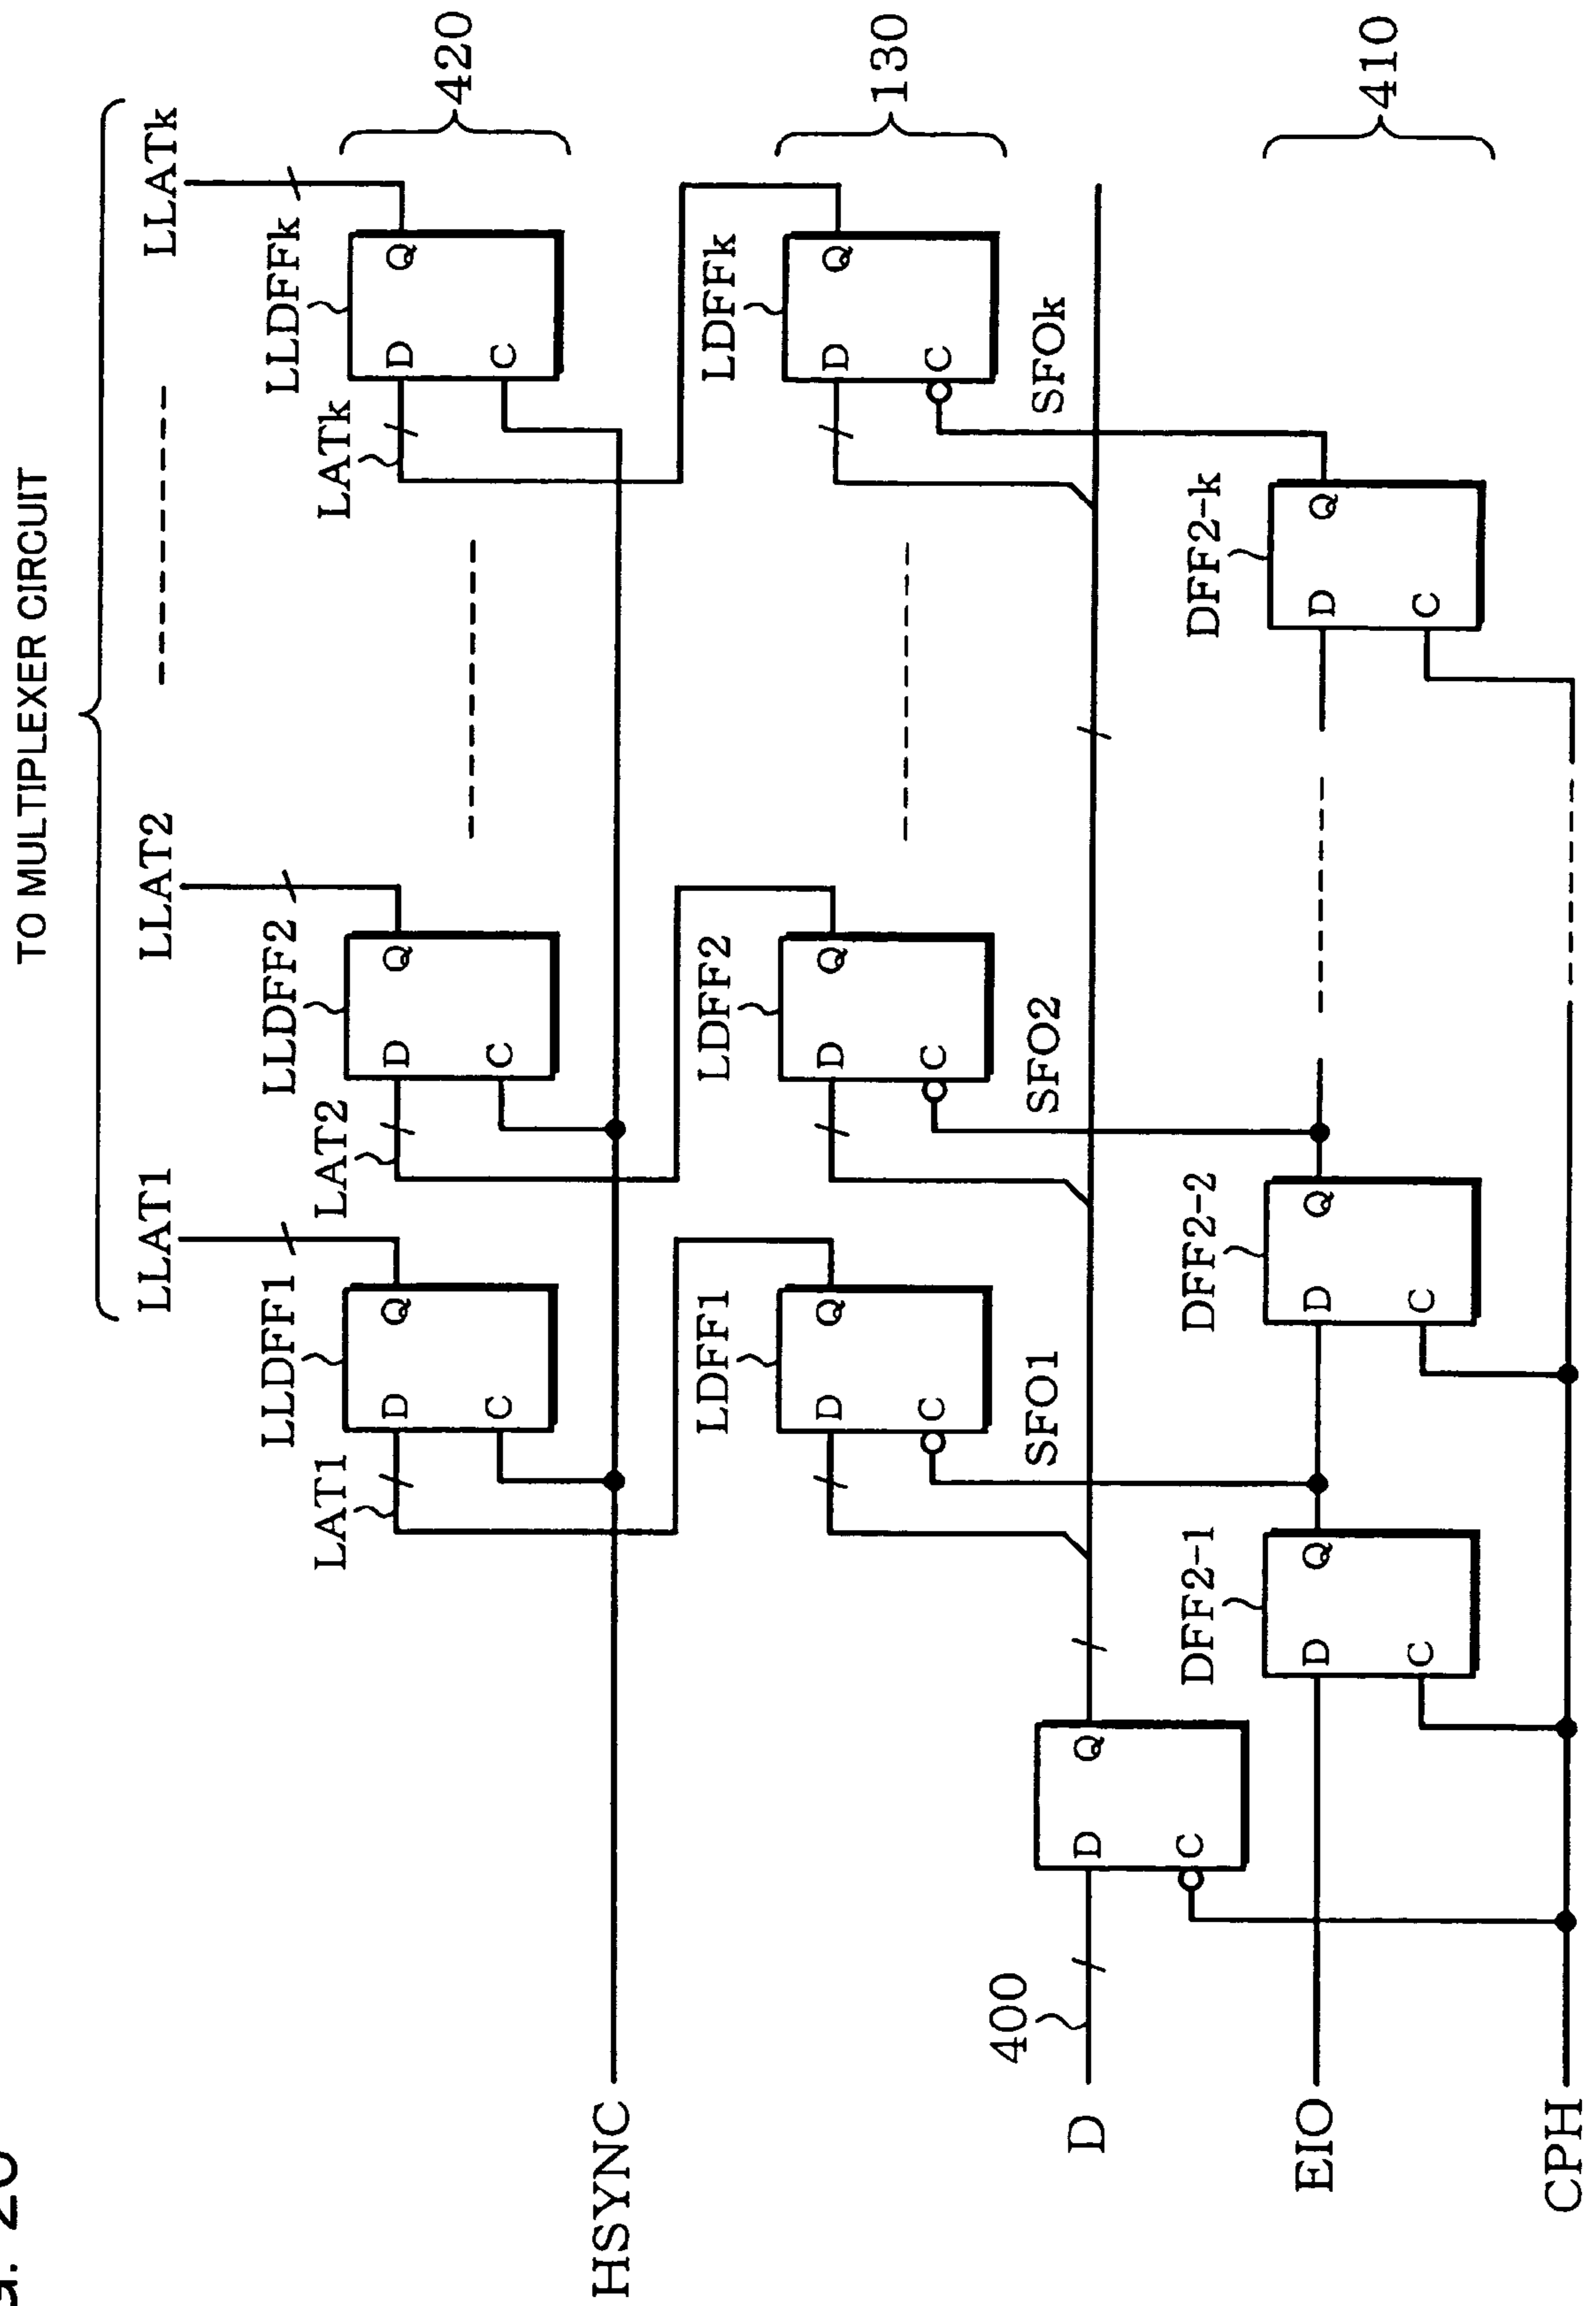 G. 20
TO MULTIPLEXER CIRCUIT
LLAT1
LLAT2
LLATk
LLDFF1
LLDFF2
LLDFFk
D
Q
C
D
Q
C
D
Q
C
420
LAT1
LAT2
LATk
HSYNC
LDFF1
LDFF2
LDFFk
D
Q
C
D
Q
C
D
Q
C
130
SFO1
SFO2
SFOk
400
D
D
Q
C
DFF2-1
DFF2-2
DFF2-k
EIO
D
Q
C
D
Q
C
D
Q
C
410
CPH